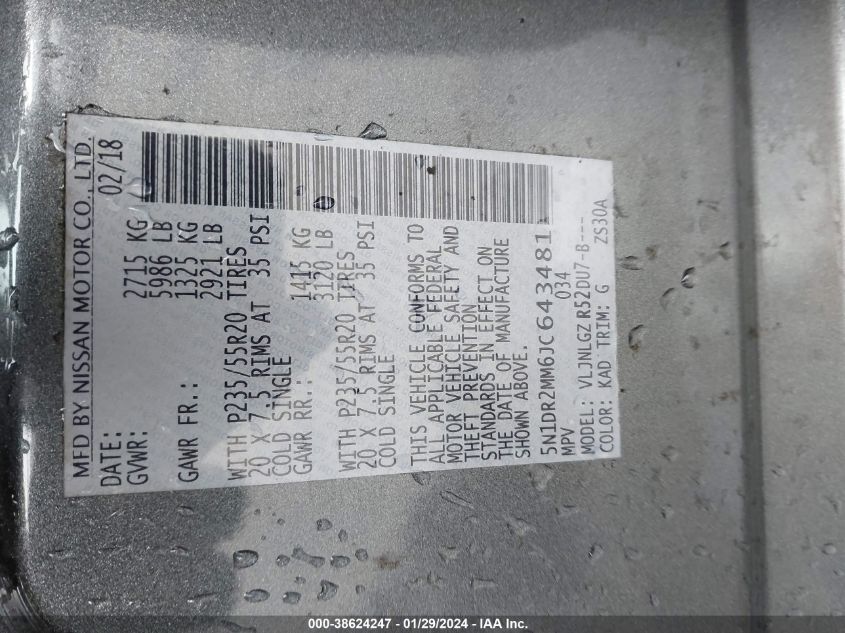 MFD BY NISSAN MOTOR CO., LTD.
DATE: 02/18
GVWR: 2715 KG
5986 LB
GAWR FR.: 1325 KG
2921 LB
WITH P235/55R20 TIRES
20 X 7.5 RIMS AT 35 PSI
COLD SINGLE
GAWR RR.: 1415 KG
3120 LB
WITH P235/55R20 TIRES
20 X 7.5 RIMS AT 35 PSI
COLD SINGLE
THIS VEHICLE CONFORMS TO
ALL APPLICABLE FEDERAL
MOTOR VEHICLE SAFETY AND
THEFT PREVENTION
STANDARDS IN EFFECT ON
THE DATE OF MANUFACTURE
SHOWN ABOVE.
5N1DR2MM6JC643481
MPV 034
MODEL: VLJNLGZ R52DU7-B---
COLOR: KAD TRIM: G ZS30A
000-38624247 - 01/29/2024 - IAA Inc.